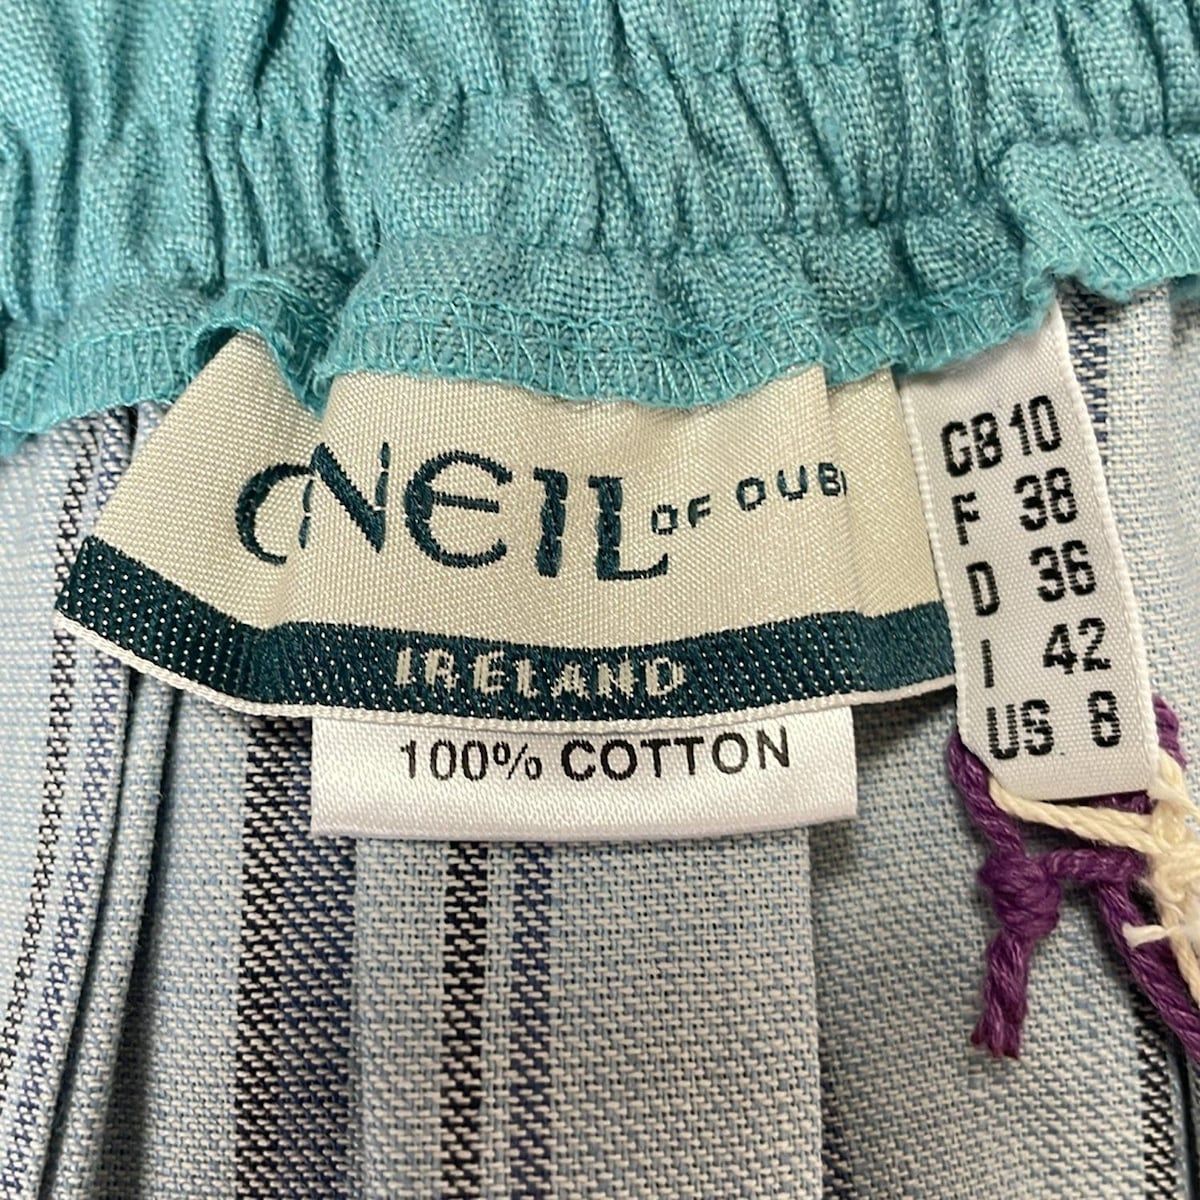 O'NEIL OF DUB
IRELAND
100% COTTON
GB 10
F 38
D 36
I 42
US 8